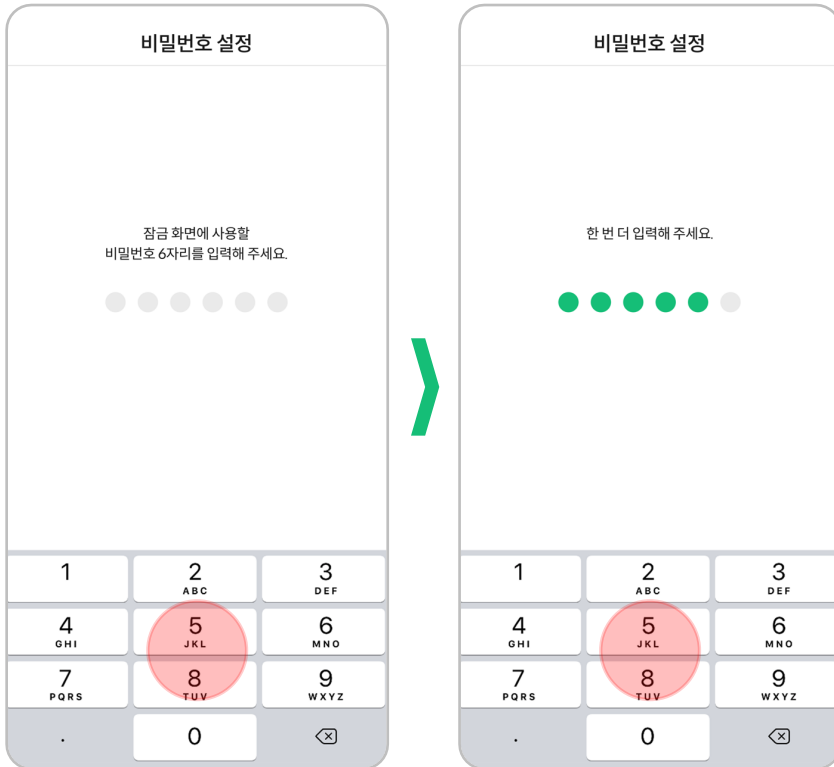 비밀번호 설정
잠금 화면에 사용할
비밀번호 6자리를 입력해 주세요.
1
2
3
ABC
DEF
4
5
6
GHI
JKL
MNO
7
8
9
PQRS
TUV
WXYZ
.
0
비밀번호 설정
한 번 더 입력해 주세요.
1
2
3
ABC
DEF
4
5
6
GHI
JKL
MNO
7
8
9
PQRS
TUV
WXYZ
.
0